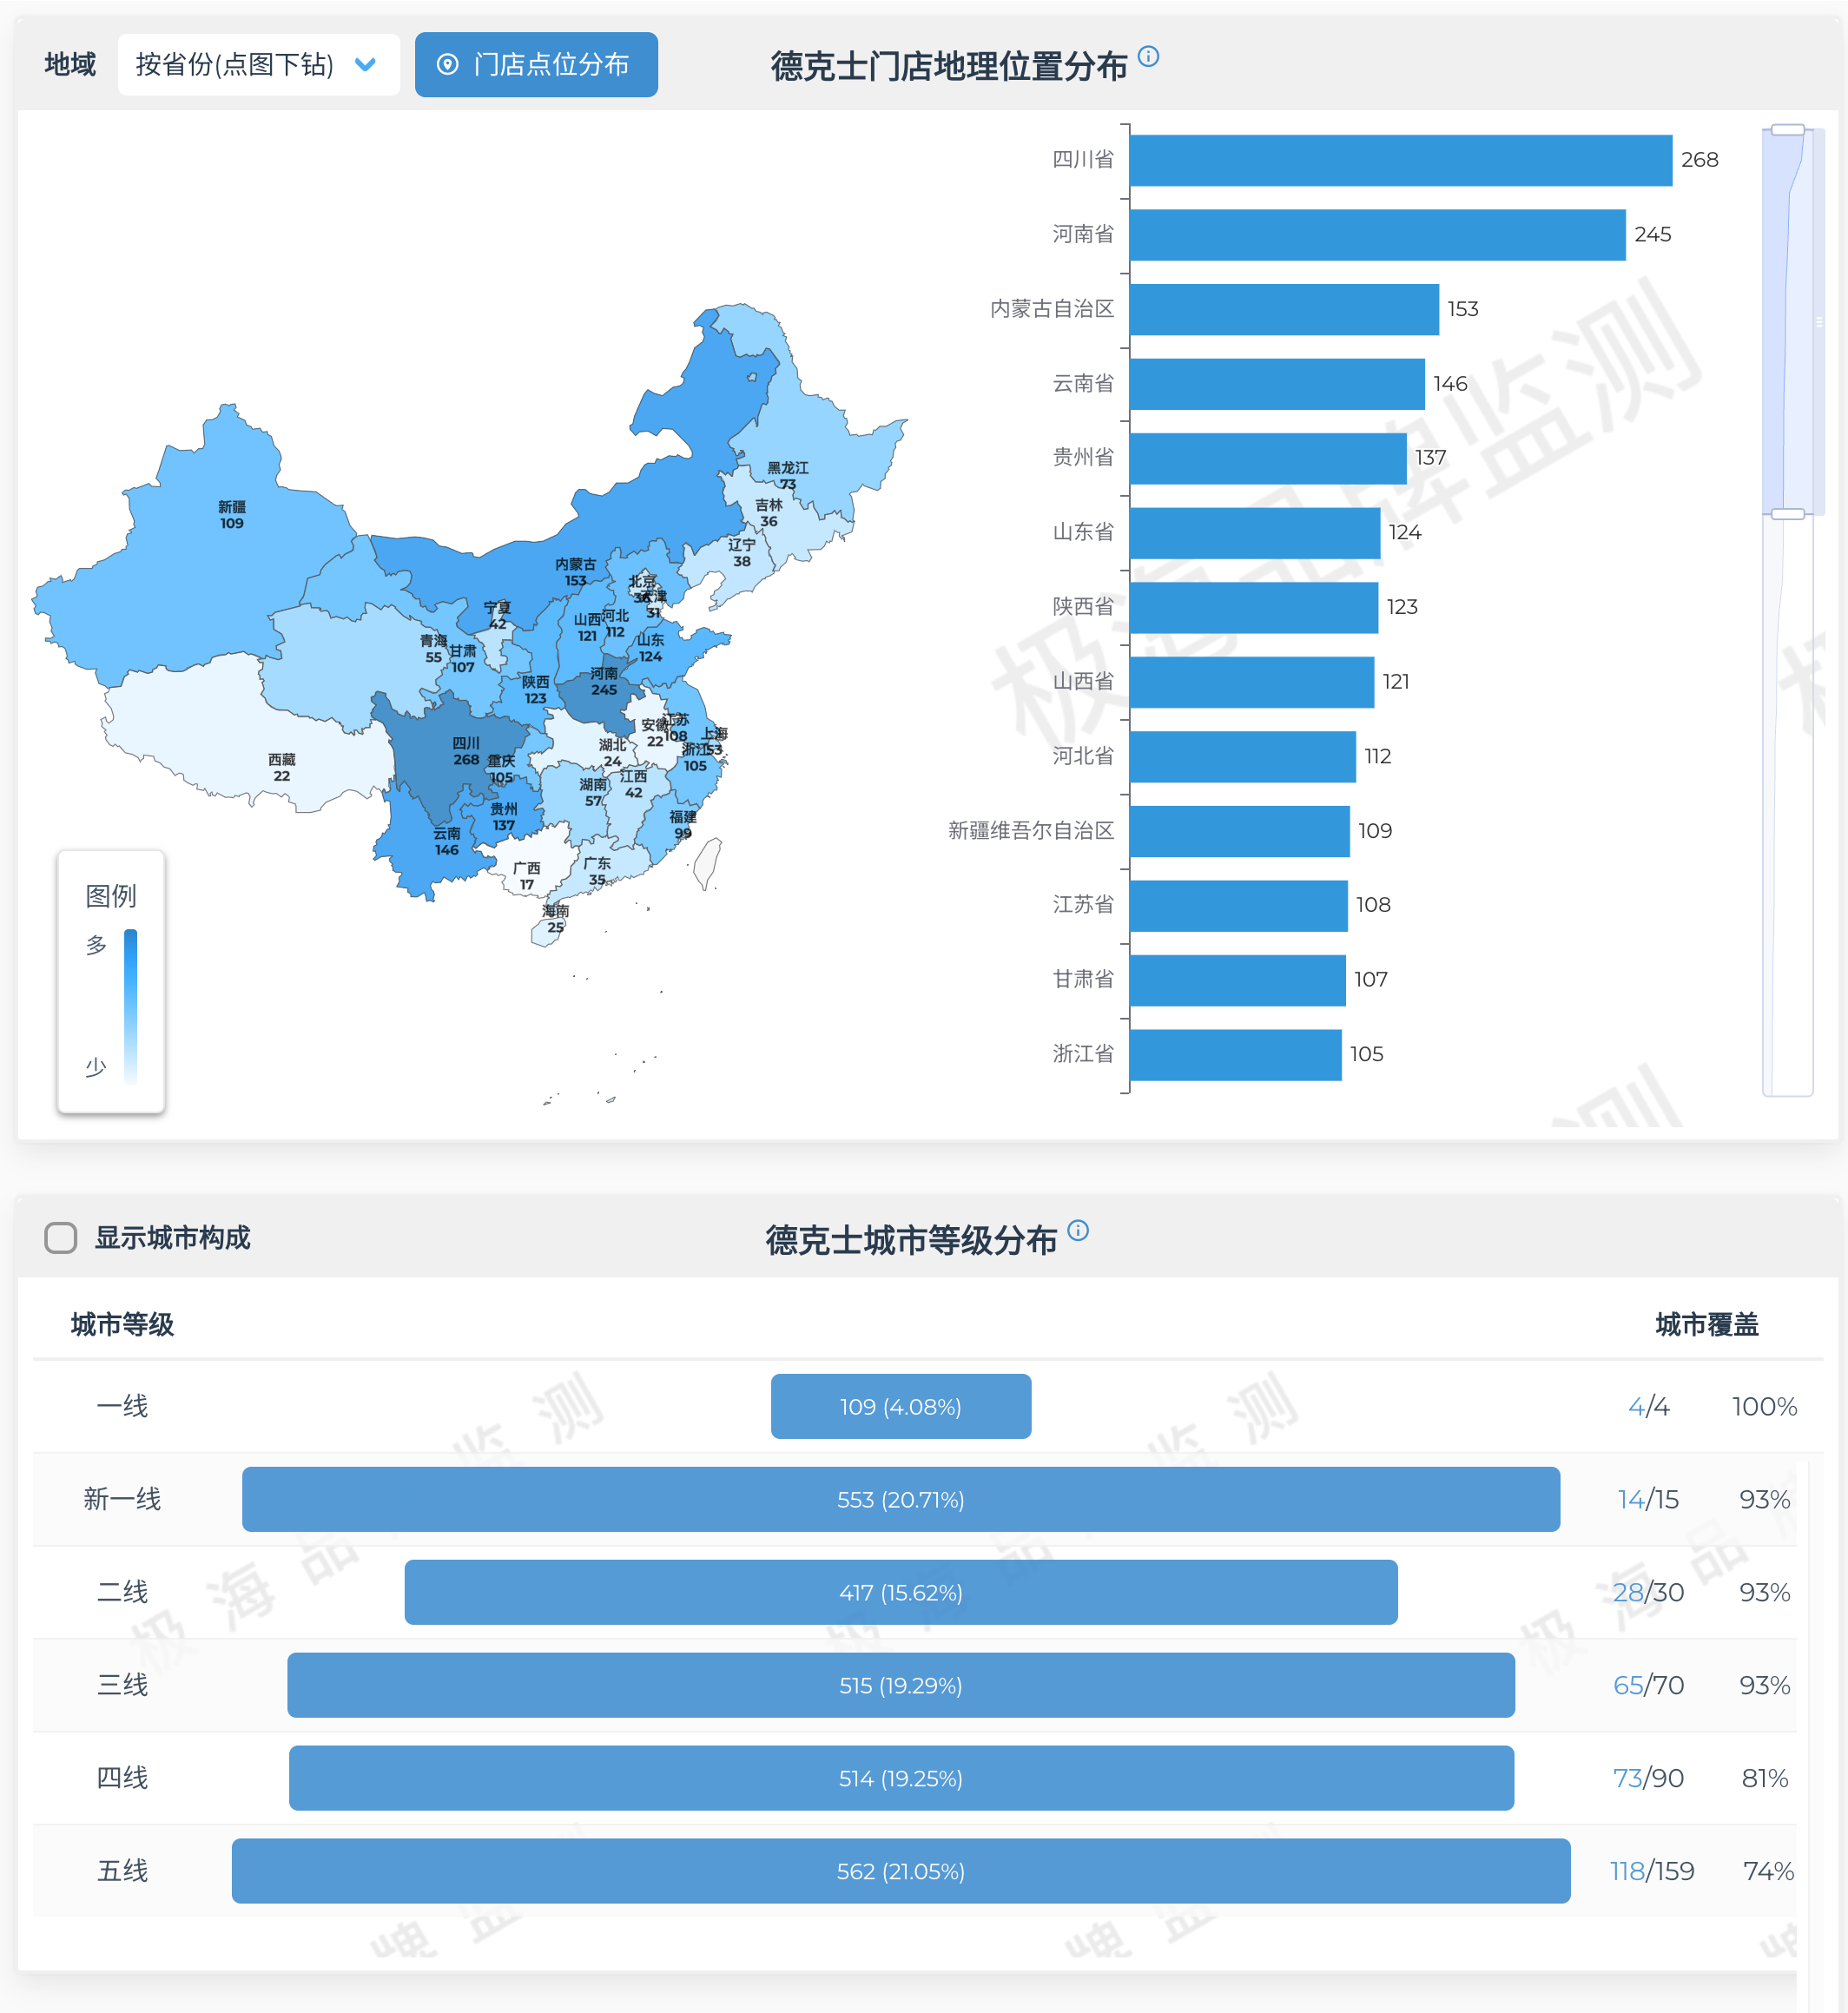 地域
按省份(点图下钻)
门店点位分布
德克士门店地理位置分布
四川省 268
河南省 245
内蒙古自治区 153
云南省 146
贵州省 137
山东省 124
陕西省 123
山西省 121
河北省 112
新疆维吾尔自治区 109
江苏省 108
甘肃省 107
浙江省 105
黑龙江
73
吉林
36
辽宁
38
新疆
109
内蒙古
153
北京
36
天津
31
宁夏
42
山西
121
河北
112
山东
124
青海
55
甘肃
107
河南
245
陕西
123
安徽
22
江苏
108
上海
53
浙江
105
湖北
24
四川
268
重庆
105
西藏
22
湖南
57
江西
42
贵州
137
福建
99
云南
146
广西
17
广东
35
海南
25
图例
多
少
极海品牌监测
显示城市构成
德克士城市等级分布
城市等级 城市覆盖
一线 109 (4.08%) 4/4 100%
新一线 553 (20.71%) 14/15 93%
二线 417 (15.62%) 28/30 93%
三线 515 (19.29%) 65/70 93%
四线 514 (19.25%) 73/90 81%
五线 562 (21.05%) 118/159 74%